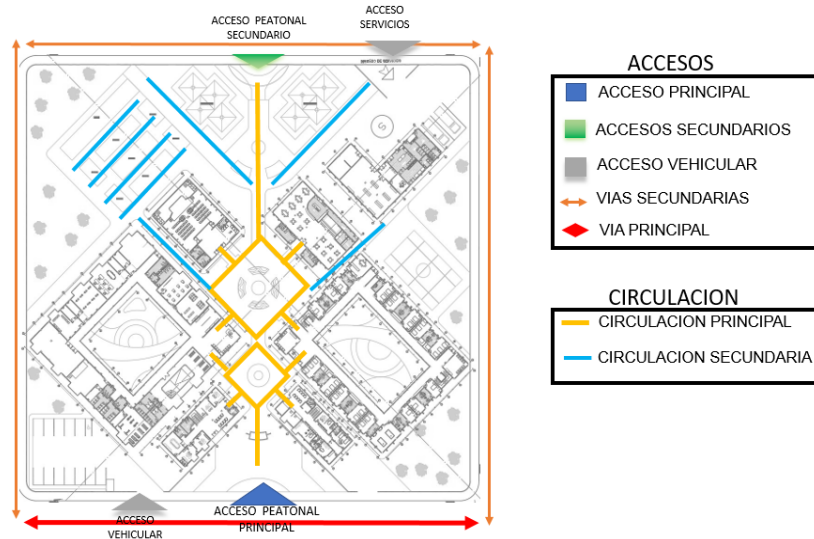 ACCESO PEATONAL
SECUNDARIO
ACCESO
SERVICIOS
ACCESO
VEHICULAR
ACCESO PEATONAL
PRINCIPAL
ACCESOS
ACCESO PRINCIPAL
ACCESOS SECUNDARIOS
ACCESO VEHICULAR
VIAS SECUNDARIAS
VIA PRINCIPAL
CIRCULACION
CIRCULACION PRINCIPAL
CIRCULACION SECUNDARIA